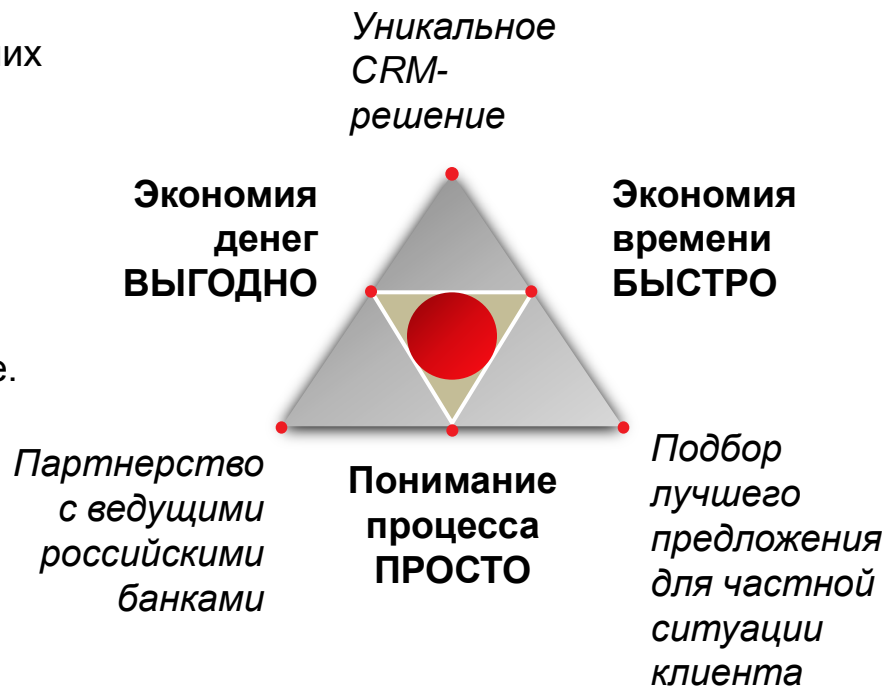 Уникальное
CRM-
решение
Экономия
денег
ВЫГОДНО
Экономия
времени
БЫСТРО
е.
Партнерство
с ведущими
российскими
банками
Понимание
процесса
ПРОСТО
Подбор
лучшего
предложения
для частной
ситуации
клиента